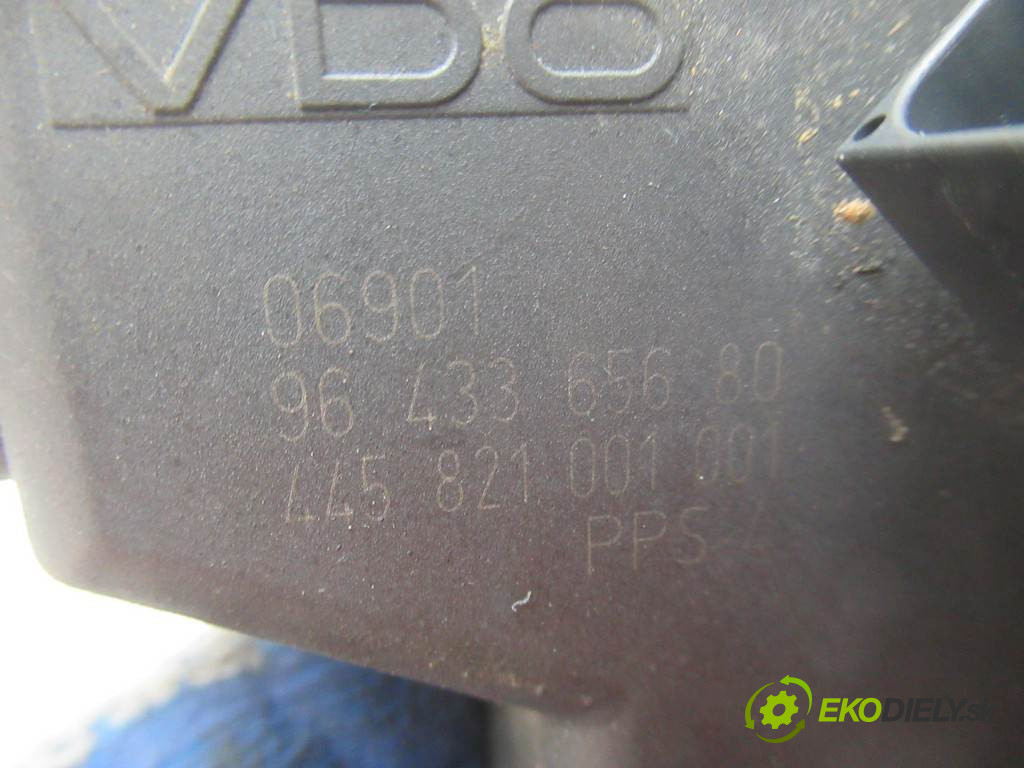 VDO
06901
96 433 656 80
445 821 001 001
PPS
EKODIELY.sk